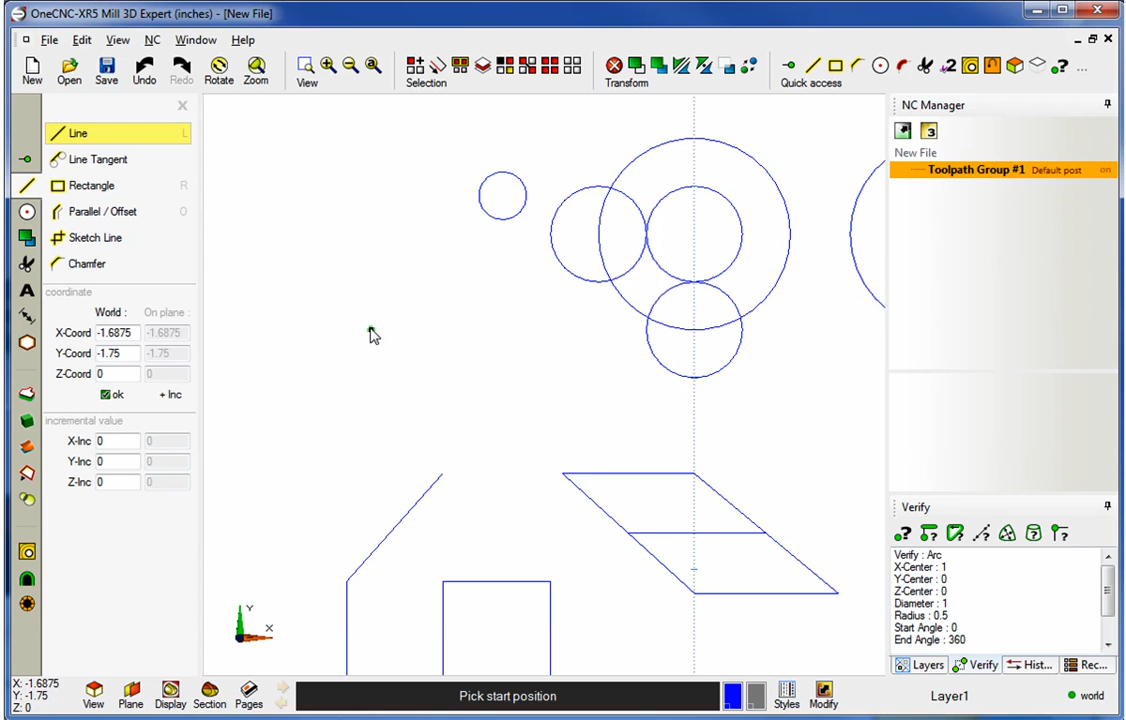 OneCNC-XR5 Mill 3D Expert (inches) - [New File]
File Edit View NC Window Help
New Open Save Undo Redo Rotate Zoom View Selection Transform Quick access
Line L
Line Tangent
Rectangle R
Parallel / Offset O
Sketch Line
Chamfer
coordinate
World : On plane :
X-Coord -1.6875 -1.6875
Y-Coord -1.75 -1.75
Z-Coord 0 0
ok + Inc
incremental value
X-Inc 0 0
Y-Inc 0 0
Z-Inc 0 0
Y
X
NC Manager
3
New File
Toolpath Group #1 Default post on
Verify
Verify : Arc
X-Center: 1
Y-Center: 0
Z-Center: 0
Diameter: 1
Radius: 0.5
Start Angle: 0
End Angle: 360
Layers Verify Hist... Rec...
X: -1.6875
Y: -1.75
Z: 0
View Plane Display Section Pages
Pick start position
Styles Modify
Layer1
world